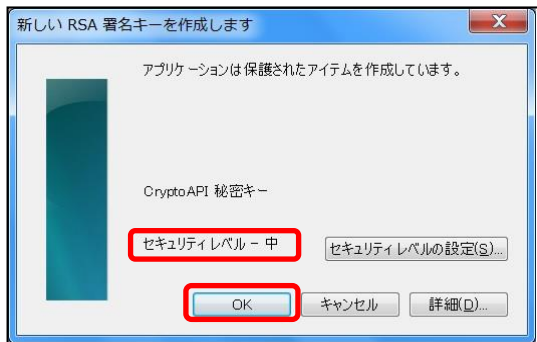 新しい RSA 署名キーを作成します
アプリケーションは保護されたアイテムを作成しています。
CryptoAPI 秘密キー
セキュリティレベル - 中
セキュリティレベルの設定(S)...
OK
キャンセル
詳細(D)...